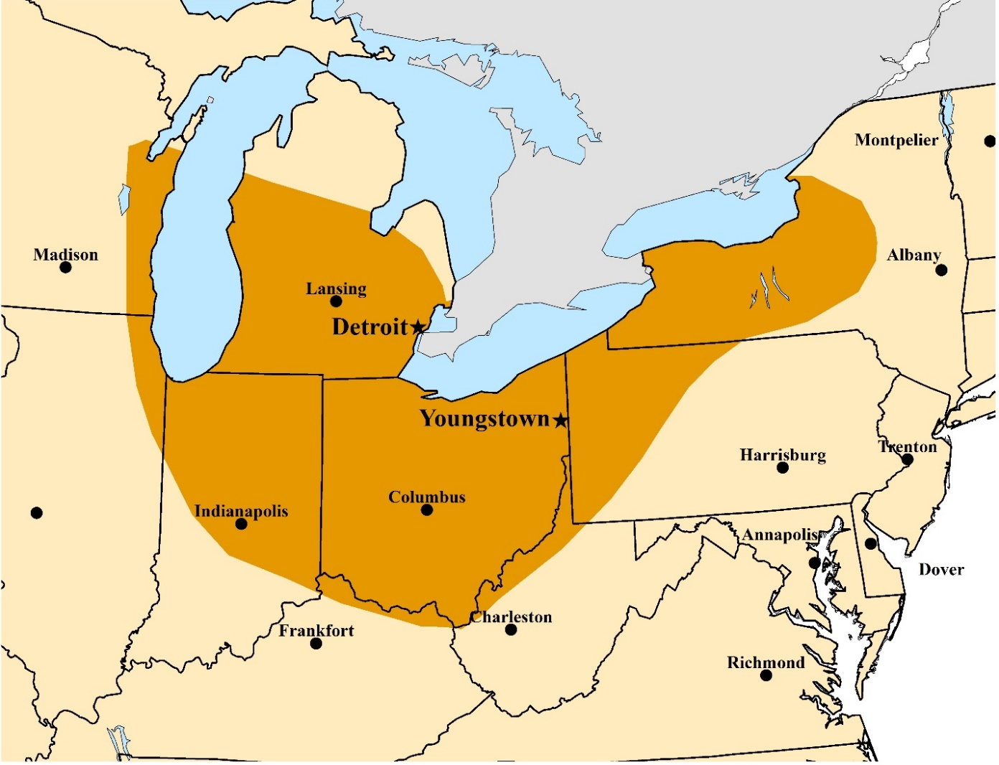 Montpelier
Madison
Albany
Lansing
Detroit
Youngstown
Trenton
Harrisburg
Columbus
Indianapolis
Annapolis
Dover
Charleston
Frankfort
Richmond